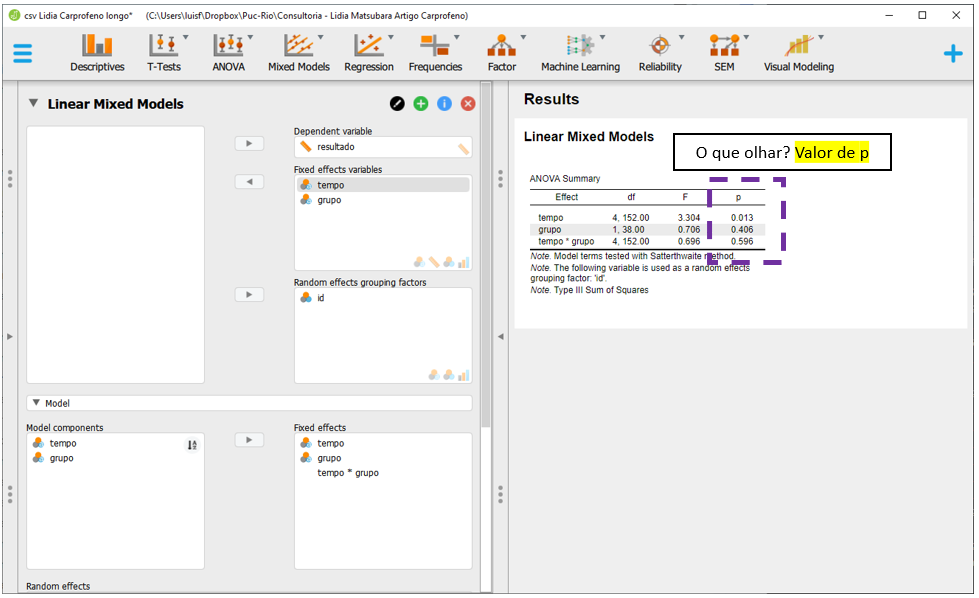 csv Lidia Carprofeno longo* (C:\Users\luisf\Dropbox\Puc-Rio\Consultoria - Lidia Matsubara Artigo Carprofeno)
Descriptives T-Tests ANOVA Mixed Models Regression Frequencies Factor Machine Learning Reliability SEM Visual Modeling
Linear Mixed Models
Dependent variable
resultado
Fixed effects variables
tempo
grupo
Random effects grouping factors
id
Model
Model components
tempo
grupo
Fixed effects
tempo
grupo
tempo * grupo
Random effects
Results
Linear Mixed Models
O que olhar? Valor de p
ANOVA Summary
Effect df F p
tempo 4, 152.00 3.304 0.013
grupo 1, 38.00 0.706 0.406
tempo * grupo 4, 152.00 0.696 0.596
Note. Model terms tested with Satterthwaite method.
Note. The following variable is used as a random effects
grouping factor: 'id'.
Note. Type III Sum of Squares